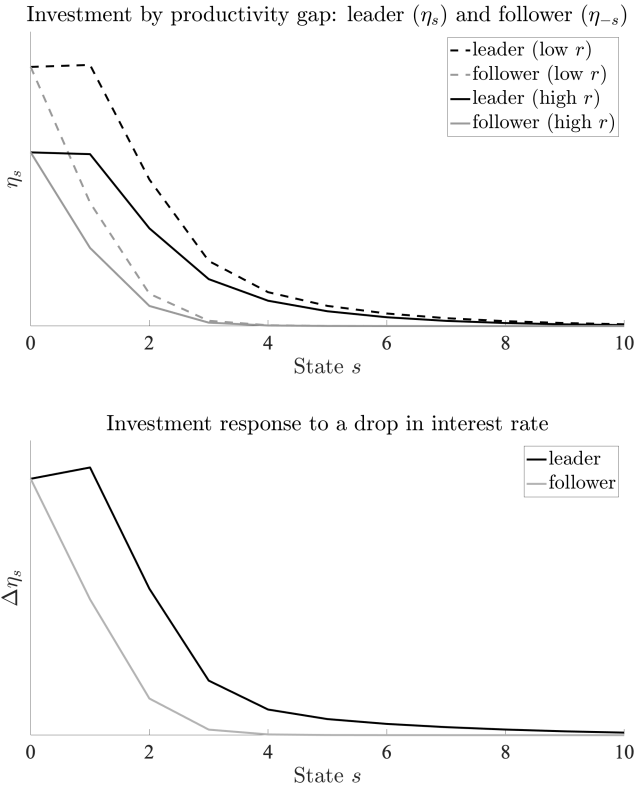 Investment by productivity gap: leader (ηₛ) and follower (η₋ₛ)
leader (low r)
follower (low r)
leader (high r)
follower (high r)
ηₛ
0 2 4 6 8 10
State s
Investment response to a drop in interest rate
leader
follower
Δηₛ
0 2 4 6 8 10
State s